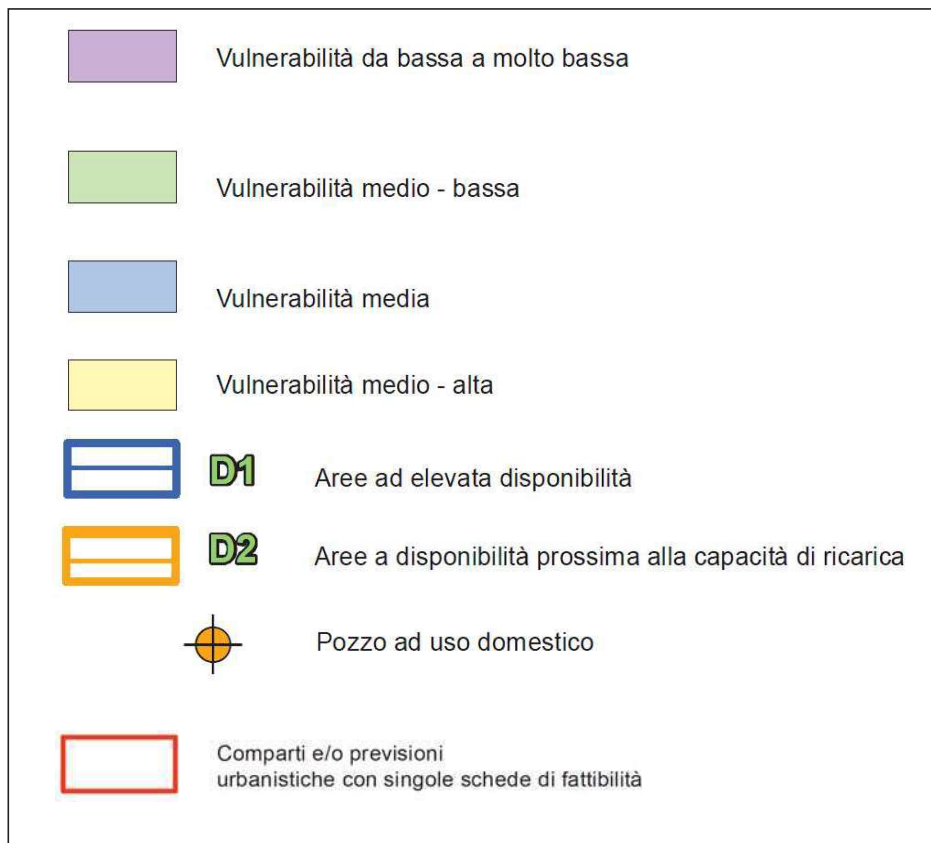 Vulnerabilità da bassa a molto bassa
Vulnerabilità medio - bassa
Vulnerabilità media
Vulnerabilità medio - alta
D1 Aree ad elevata disponibilità
D2 Aree a disponibilità prossima alla capacità di ricarica
Pozzo ad uso domestico
Comparti e/o previsioni
urbanistiche con singole schede di fattibilità